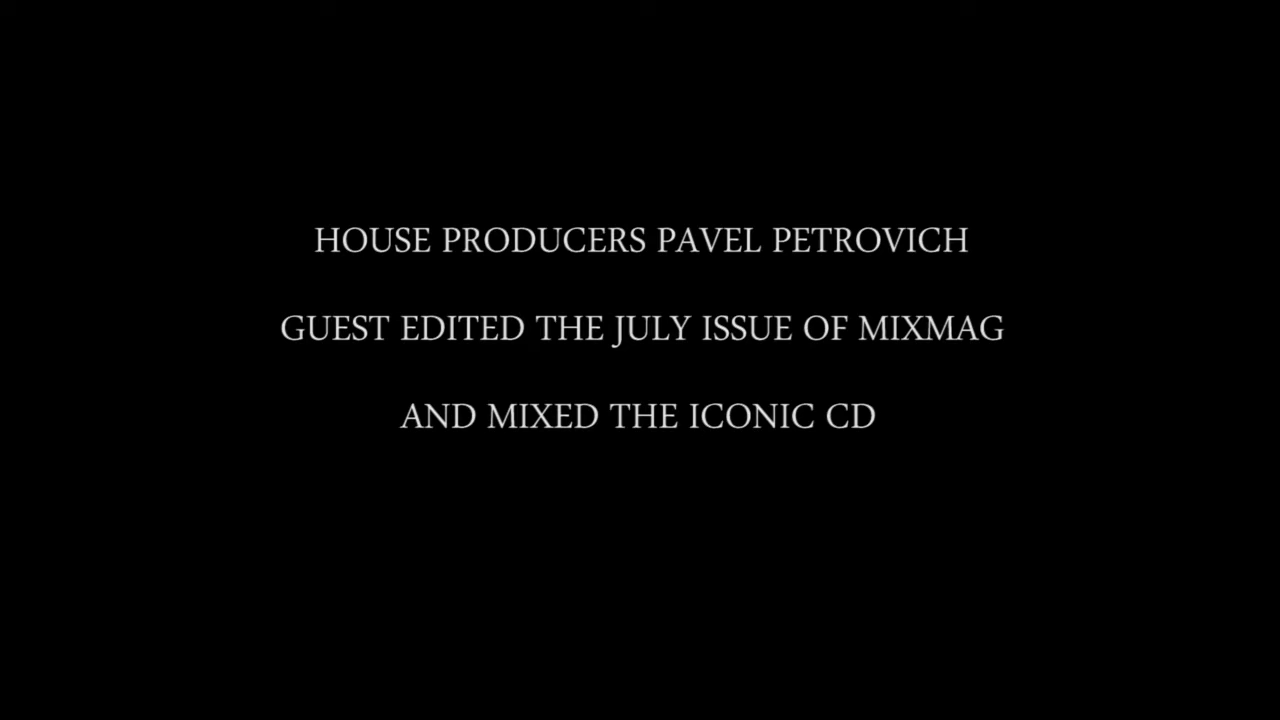 HOUSE PRODUCERS PAVEL PETROVICH
GUEST EDITED THE JULY ISSUE OF MIXMAG
AND MIXED THE ICONIC CD